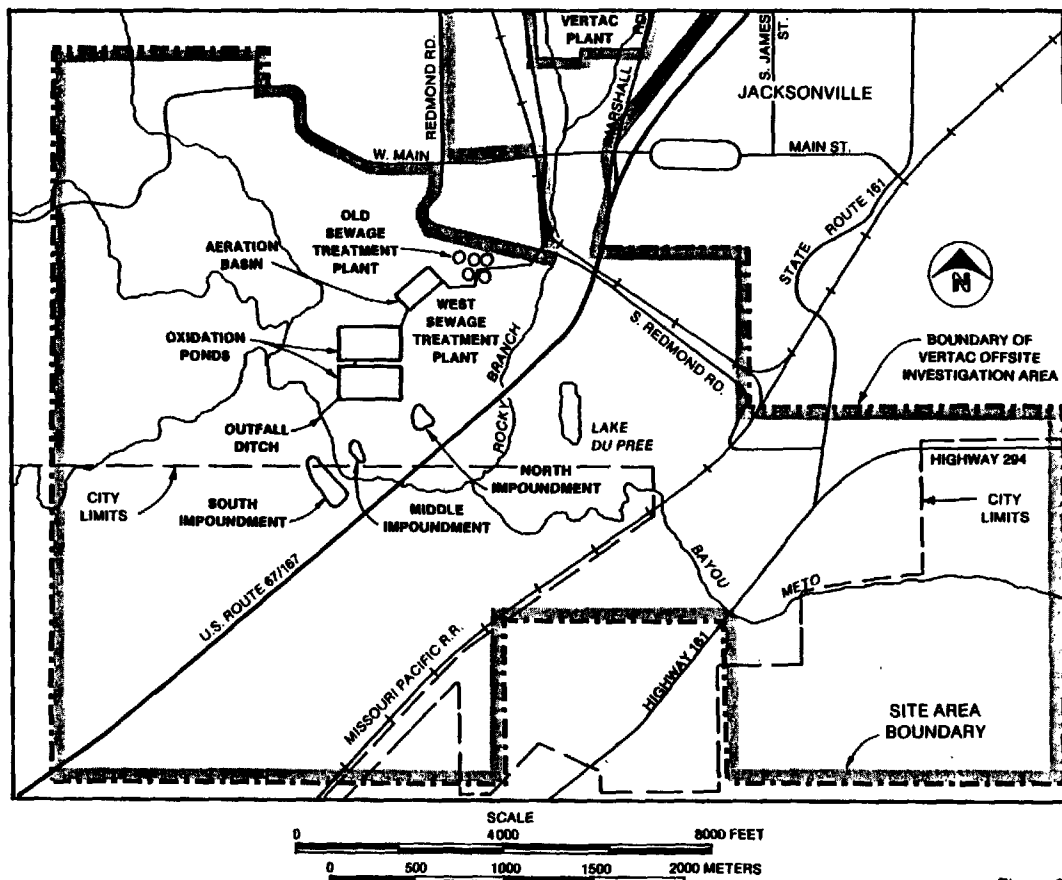 VERTAC
PLANT
REDMOND RD.
MARSHALL
S. JAMES
ST.
JACKSONVILLE
W. MAIN
MAIN ST.
STATE ROUTE 161
OLD
SEWAGE
TREATMENT
PLANT
AERATION
BASIN
WEST
SEWAGE
TREATMENT
PLANT
OXIDATION
PONDS
ROCKY BRANCH
S. REDMOND RD.
N
BOUNDARY OF
VERTAC OFFSITE
INVESTIGATION AREA
OUTFALL
DITCH
LAKE
DU PREE
HIGHWAY 294
CITY
LIMITS
SOUTH
IMPOUNDMENT
MIDDLE
IMPOUNDMENT
NORTH
IMPOUNDMENT
CITY
LIMITS
BAYOU
METO
U.S. ROUTE 67/167
MISSOURI PACIFIC R.R.
HIGHWAY 161
SITE AREA
BOUNDARY
SCALE
0 4000 8000 FEET
0 500 1000 1500 2000 METERS